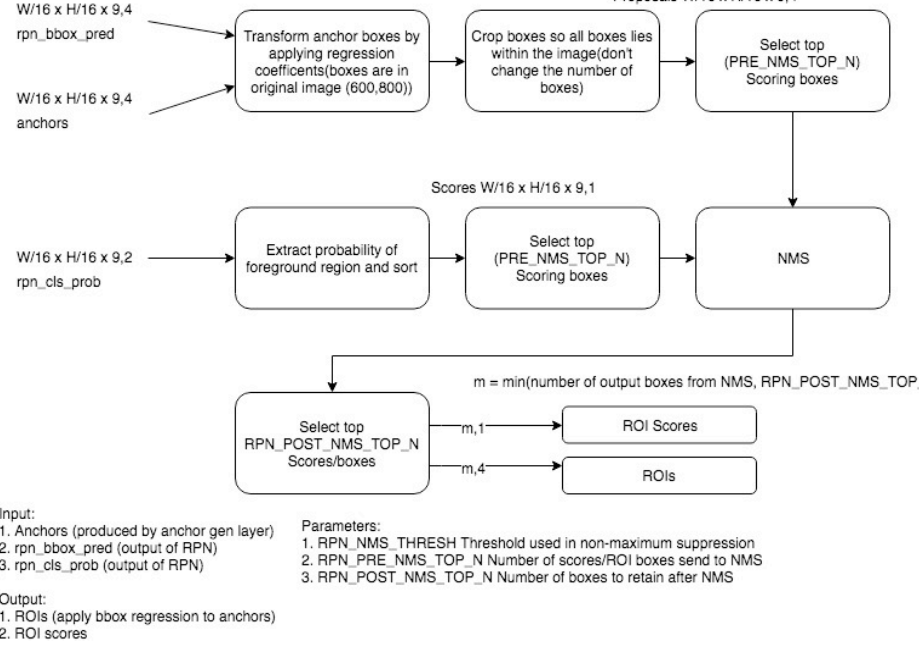 W/16 x H/16 x 9,4
rpn_bbox_pred
W/16 x H/16 x 9,4
anchors
Transform anchor boxes by
applying regression
coefficents(boxes are in
original image (600,800))
Crop boxes so all boxes lies
within the image(don't
change the number of
boxes)
Select top
(PRE_NMS_TOP_N)
Scoring boxes
Scores W/16 x H/16 x 9,1
W/16 x H/16 x 9,2
rpn_cls_prob
Extract probability of
foreground region and sort
Select top
(PRE_NMS_TOP_N)
Scoring boxes
NMS
m = min(number of output boxes from NMS, RPN_POST_NMS_TOP
Select top
RPN_POST_NMS_TOP_N
Scores/boxes
m,1
ROI Scores
m,4
ROIs
Input:
1. Anchors (produced by anchor gen layer)
2. rpn_bbox_pred (output of RPN)
3. rpn_cls_prob (output of RPN)
Output:
1. ROIs (apply bbox regression to anchors)
2. ROI scores
Parameters:
1. RPN_NMS_THRESH Threshold used in non-maximum suppression
2. RPN_PRE_NMS_TOP_N Number of scores/ROI boxes send to NMS
3. RPN_POST_NMS_TOP_N Number of boxes to retain after NMS